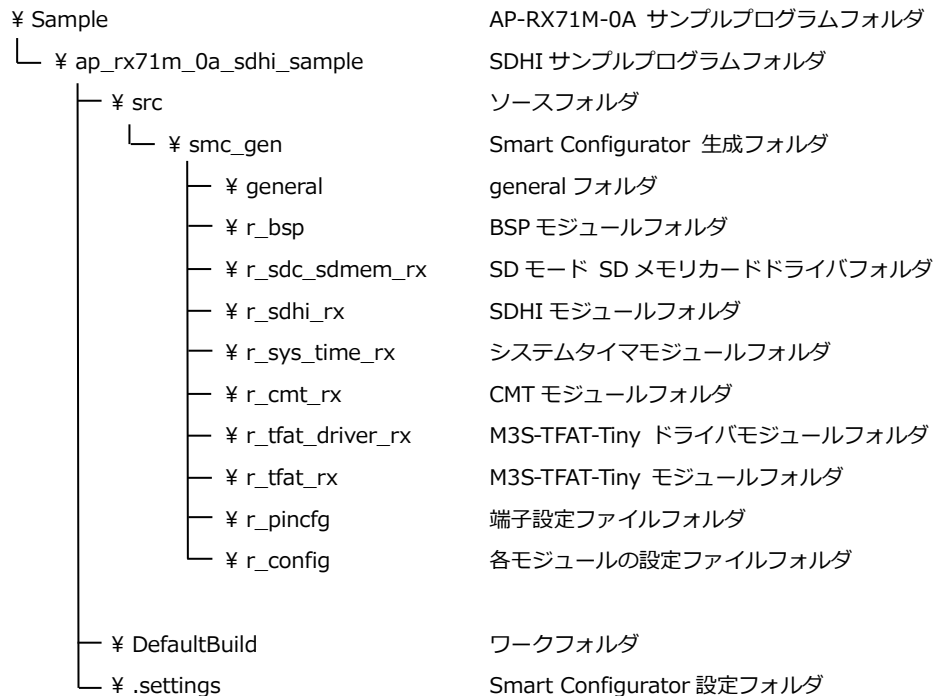 ¥ Sample AP-RX71M-0A サンプルプログラムフォルダ
¥ ap_rx71m_0a_sdhi_sample SDHI サンプルプログラムフォルダ
¥ src ソースフォルダ
¥ smc_gen Smart Configurator 生成フォルダ
¥ general general フォルダ
¥ r_bsp BSP モジュールフォルダ
¥ r_sdc_sdmem_rx SD モード SD メモリカードドライバフォルダ
¥ r_sdhi_rx SDHI モジュールフォルダ
¥ r_sys_time_rx システムタイマモジュールフォルダ
¥ r_cmt_rx CMT モジュールフォルダ
¥ r_tfat_driver_rx M3S-TFAT-Tiny ドライバモジュールフォルダ
¥ r_tfat_rx M3S-TFAT-Tiny モジュールフォルダ
¥ r_pincfg 端子設定ファイルフォルダ
¥ r_config 各モジュールの設定ファイルフォルダ
¥ DefaultBuild ワークフォルダ
¥ .settings Smart Configurator 設定フォルダ